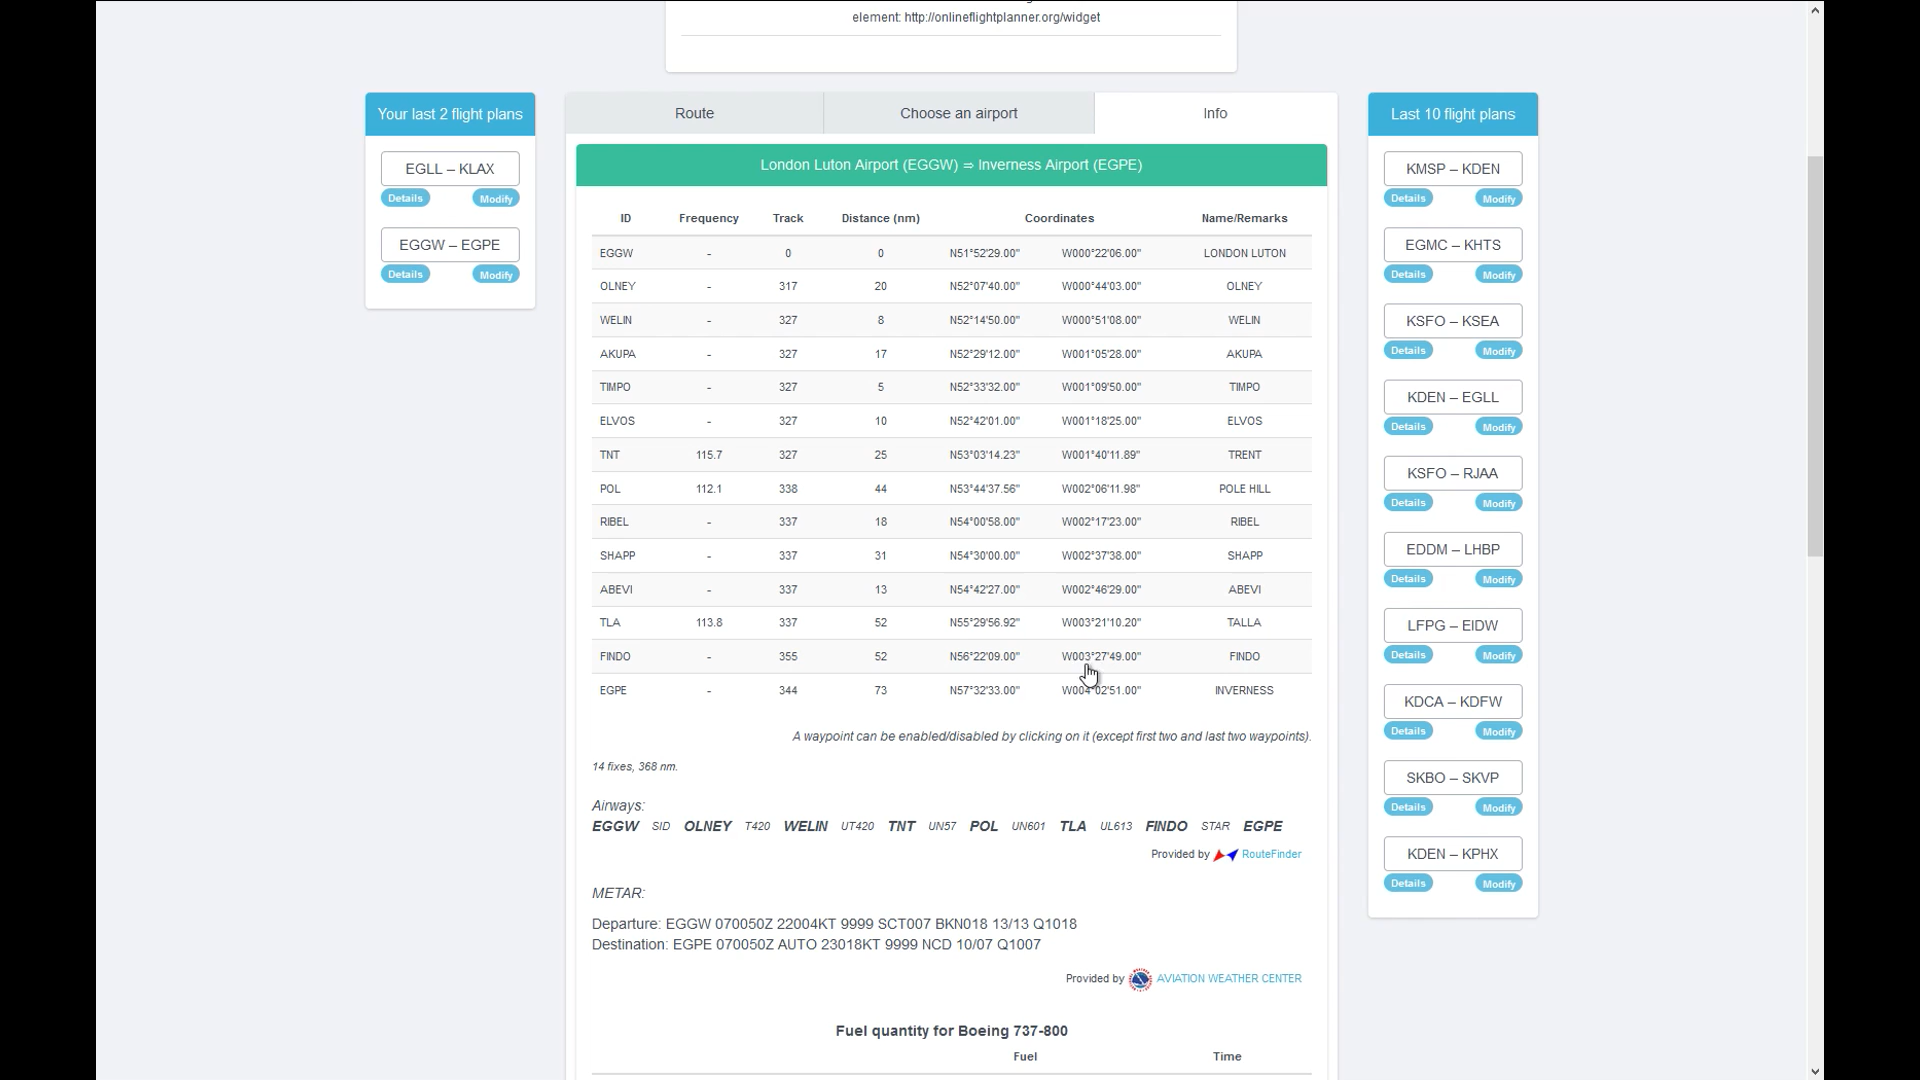 element: http://onlineflightplanner.org/widget
Your last 2 flight plans
EGLL – KLAX
Details Modify
EGGW – EGPE
Details Modify
Route Choose an airport Info
London Luton Airport (EGGW) ⇨ Inverness Airport (EGPE)
ID Frequency Track Distance (nm) Coordinates Name/Remarks
EGGW - 0 0 N51°52'29.00" W000°22'06.00" LONDON LUTON
OLNEY - 317 20 N52°07'40.00" W000°44'03.00" OLNEY
WELIN - 327 8 N52°14'50.00" W000°51'08.00" WELIN
AKUPA - 327 17 N52°29'12.00" W001°05'28.00" AKUPA
TIMPO - 327 5 N52°33'32.00" W001°09'50.00" TIMPO
ELVOS - 327 10 N52°42'01.00" W001°18'25.00" ELVOS
TNT 115.7 327 25 N53°03'14.23" W001°40'11.89" TRENT
POL 112.1 338 44 N53°44'37.56" W002°06'11.98" POLE HILL
RIBEL - 337 18 N54°00'58.00" W002°17'23.00" RIBEL
SHAPP - 337 31 N54°30'00.00" W002°37'38.00" SHAPP
ABEVI - 337 13 N54°42'27.00" W002°46'29.00" ABEVI
TLA 113.8 337 52 N55°29'56.92" W003°21'10.20" TALLA
FINDO - 355 52 N56°22'09.00" W003°27'49.00" FINDO
EGPE - 344 73 N57°32'33.00" W004°02'51.00" INVERNESS
A waypoint can be enabled/disabled by clicking on it (except first two and last two waypoints).
14 fixes, 368 nm.
Airways:
EGGW SID OLNEY T420 WELIN UT420 TNT UN57 POL UN601 TLA UL613 FINDO STAR EGPE
Provided by RouteFinder
METAR:
Departure: EGGW 070050Z 22004KT 9999 SCT007 BKN018 13/13 Q1018
Destination: EGPE 070050Z AUTO 23018KT 9999 NCD 10/07 Q1007
Provided by AVIATION WEATHER CENTER
Fuel quantity for Boeing 737-800
Fuel Time
Last 10 flight plans
KMSP – KDEN
Details Modify
EGMC – KHTS
Details Modify
KSFO – KSEA
Details Modify
KDEN – EGLL
Details Modify
KSFO – RJAA
Details Modify
EDDM – LHBP
Details Modify
LFPG – EIDW
Details Modify
KDCA – KDFW
Details Modify
SKBO – SKVP
Details Modify
KDEN – KPHX
Details Modify